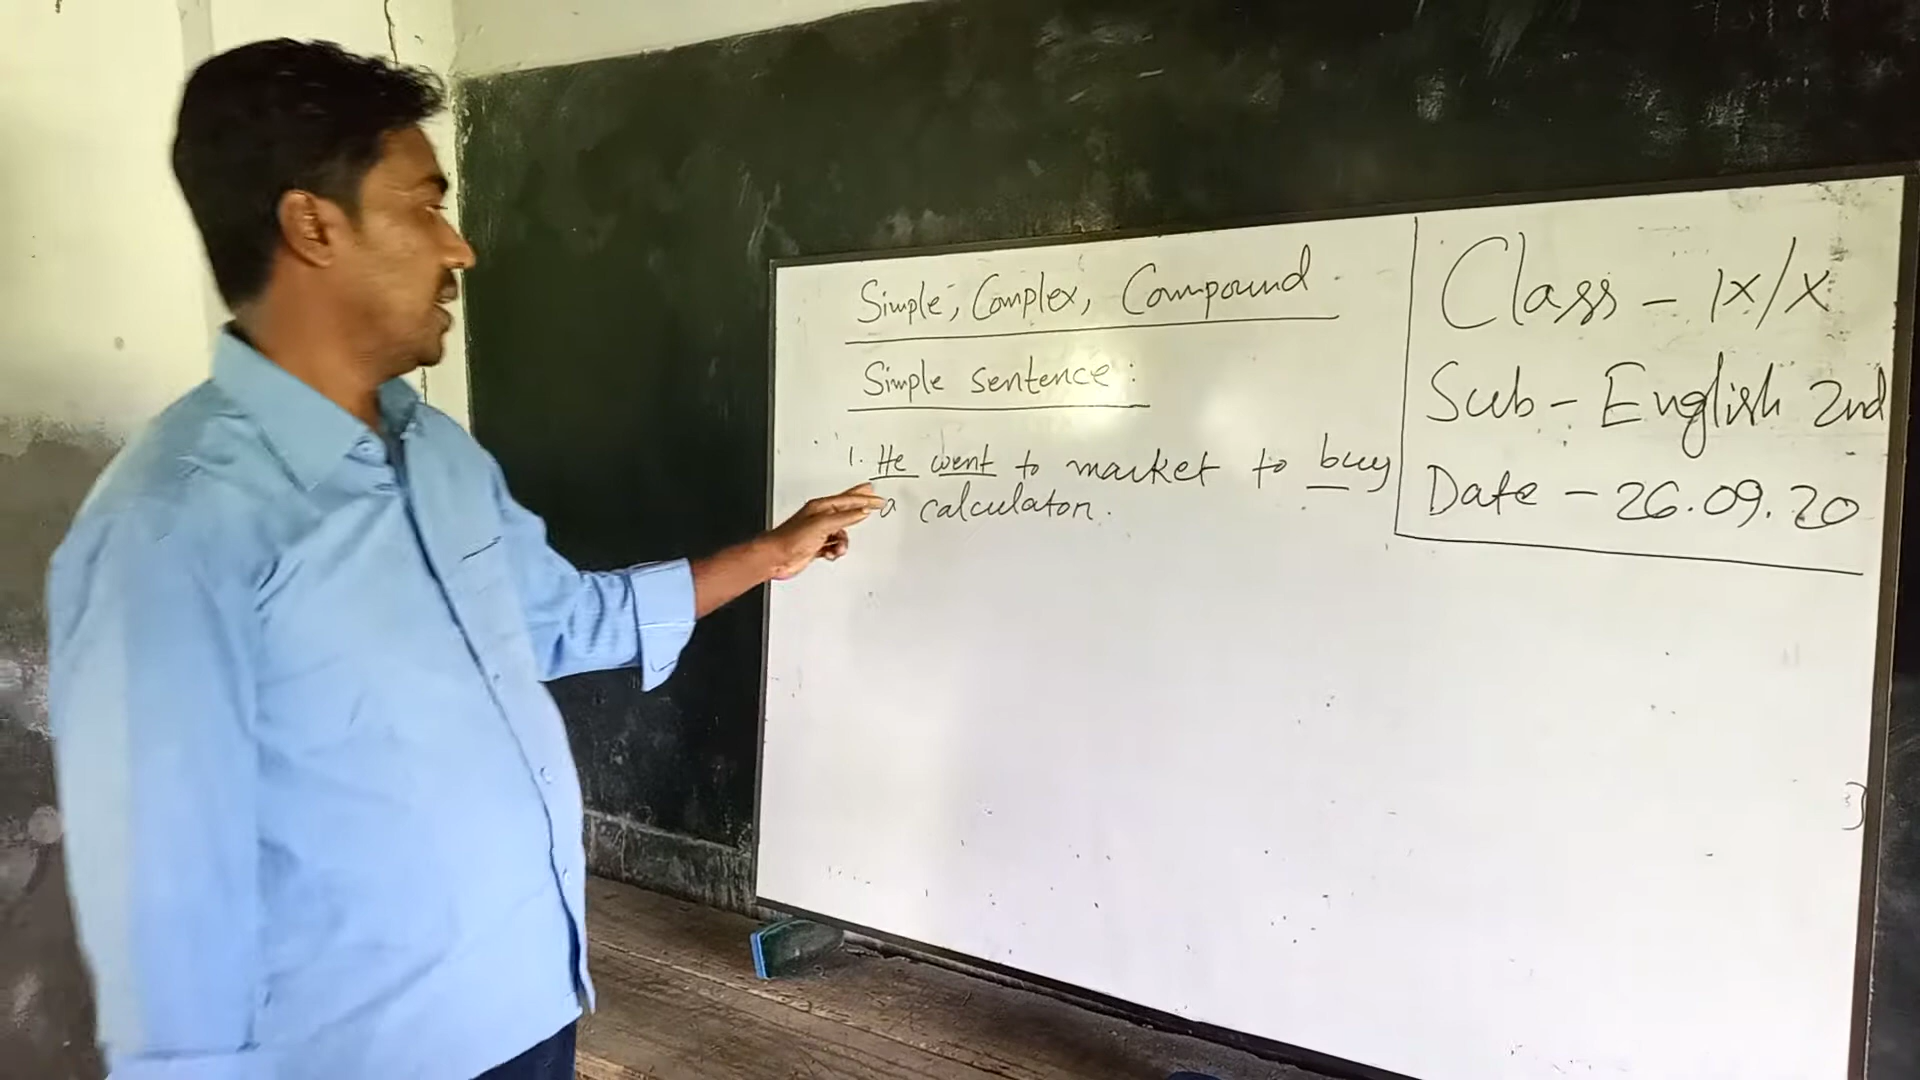 Simple, Complex, Compound
Simple sentence:
1. He went to market to buy
a calculator.
Class - IX/X
Sub - English 2nd
Date - 26.09.20